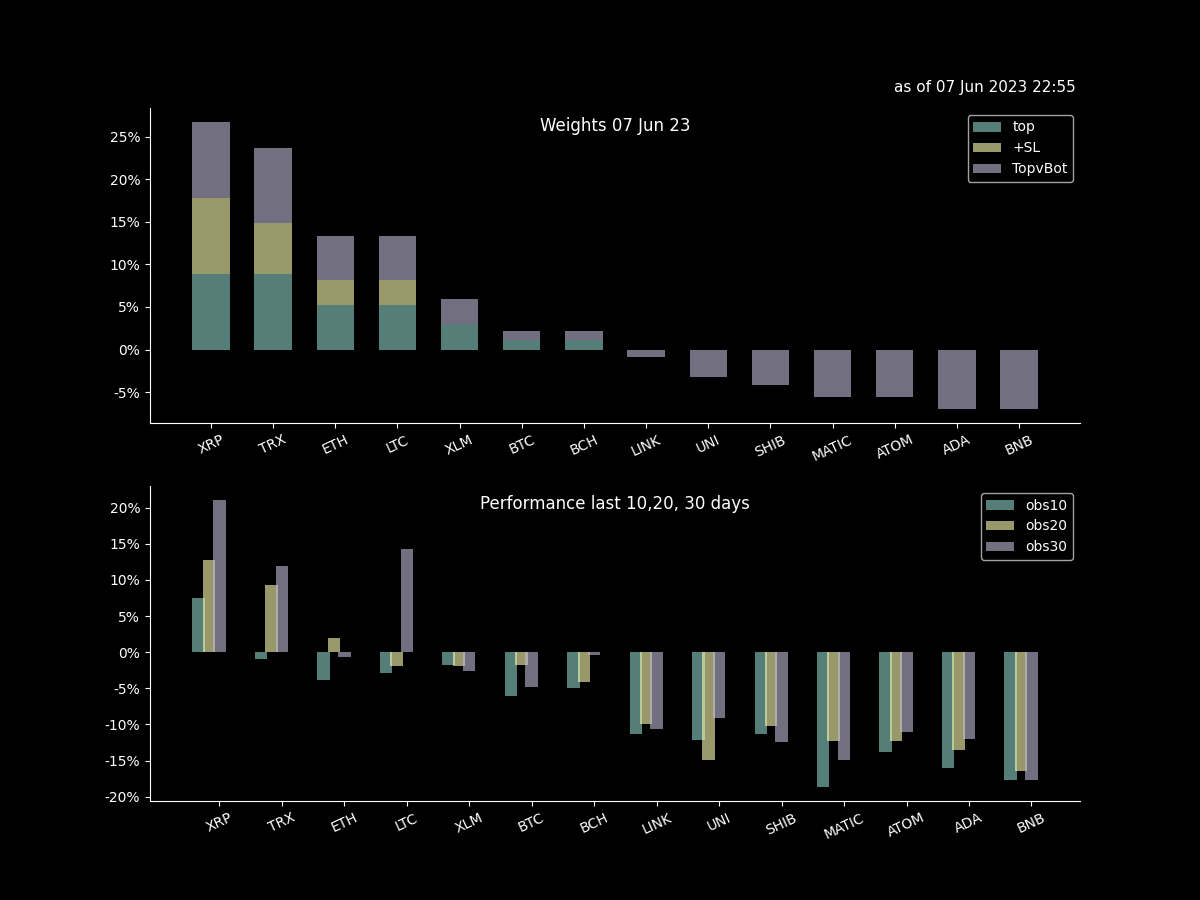 as of 07 Jun 2023 22:55
Weights 07 Jun 23
top
+SL
TopvBot
25%
20%
15%
10%
5%
0%
-5%
XRP TRX ETH LTC XLM BTC BCH LINK UNI SHIB MATIC ATOM ADA BNB
Performance last 10,20, 30 days
obs10
obs20
obs30
20%
15%
10%
5%
0%
-5%
-10%
-15%
-20%
XRP TRX ETH LTC XLM BTC BCH LINK UNI SHIB MATIC ATOM ADA BNB